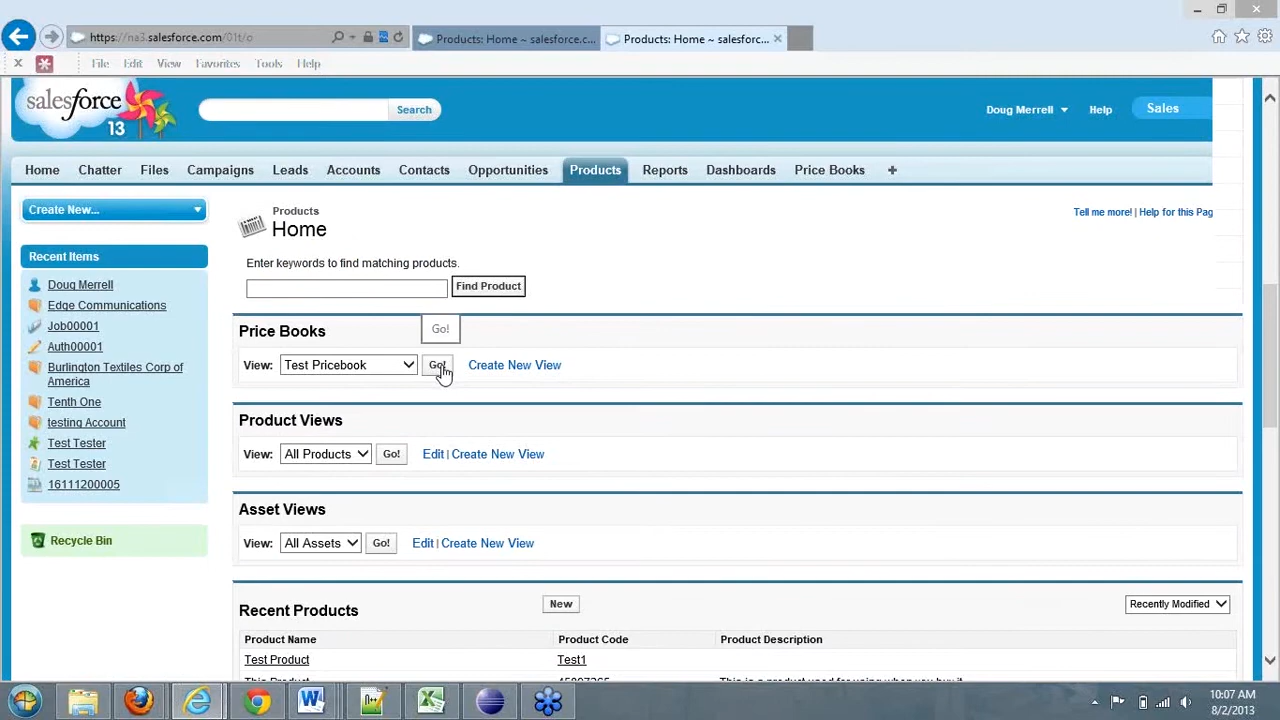 https://na3.salesforce.com/01t/o
Products: Home ~ salesforce.c...
Products: Home ~ salesforc...
File Edit View Favorites Tools Help
salesforce
13
Search
Doug Merrell
Help
Sales
Home Chatter Files Campaigns Leads Accounts Contacts Opportunities Products Reports Dashboards Price Books +
Create New...
Products
Home
Tell me more! | Help for this Pag
Enter keywords to find matching products.
Find Product
Recent Items
Doug Merrell
Edge Communications
Job00001
Auth00001
Burlington Textiles Corp of
America
Tenth One
testing Account
Test Tester
Test Tester
16111200005
Recycle Bin
Price Books
Go!
View: Test Pricebook Go! Create New View
Product Views
View: All Products Go! Edit | Create New View
Asset Views
View: All Assets Go! Edit | Create New View
Recent Products
New
Recently Modified
Product Name Product Code Product Description
Test Product Test1
10:07 AM
8/2/2013